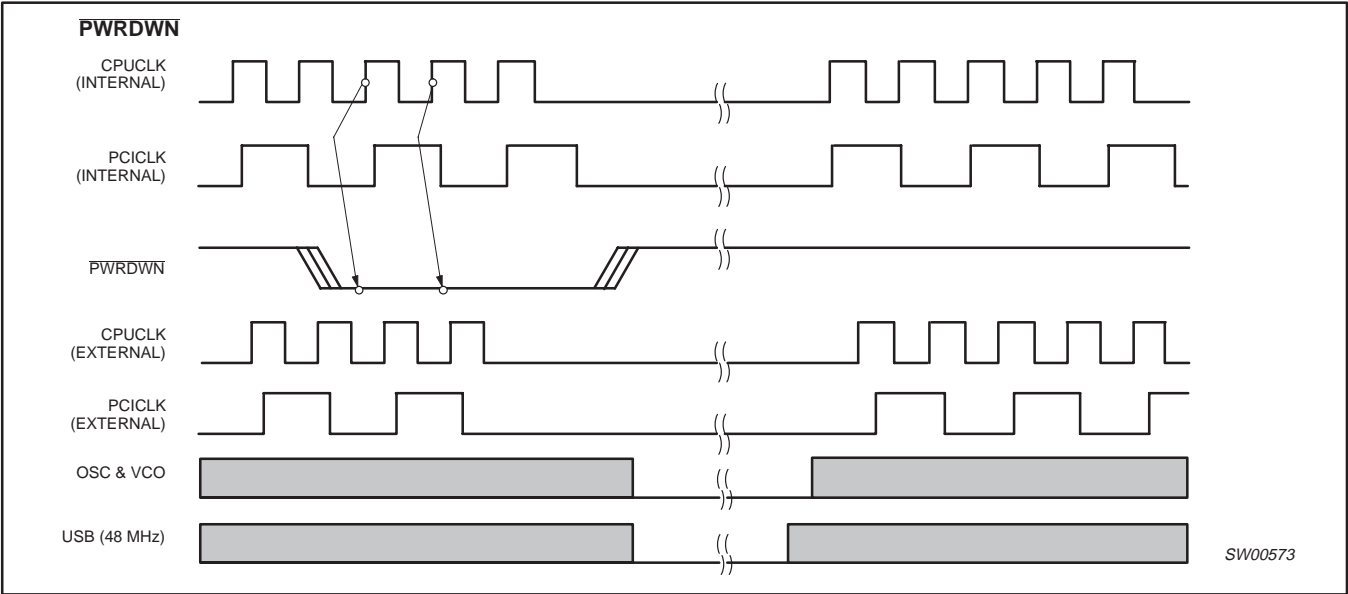 PWRDWN
CPUCLK
(INTERNAL)
PCICLK
(INTERNAL)
PWRDWN
CPUCLK
(EXTERNAL)
PCICLK
(EXTERNAL)
OSC & VCO
USB (48 MHz)
SW00573